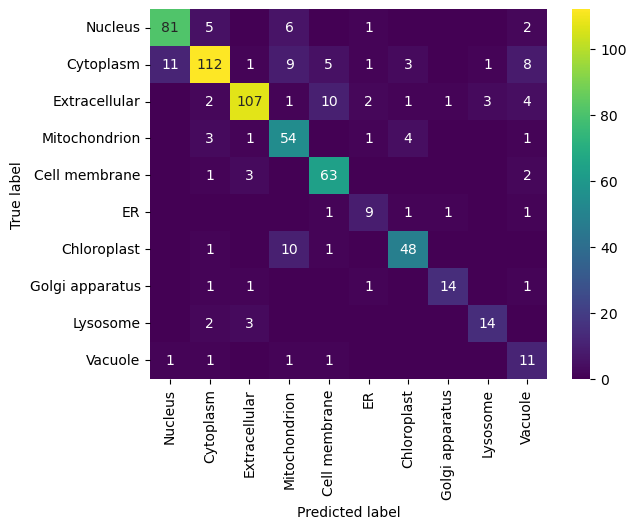 Nucleus 81 5 6 1 2
Cytoplasm 11 112 1 9 5 1 3 1 8
Extracellular 2 107 1 10 2 1 1 3 4
Mitochondrion 3 1 54 1 4 1
Cell membrane 1 3 63 2
ER 1 9 1 1 1
Chloroplast 1 10 1 48
Golgi apparatus 1 1 1 14 1
Lysosome 2 3 14
Vacuole 1 1 1 1 11
True label
Nucleus
Cytoplasm
Extracellular
Mitochondrion
Cell membrane
ER
Chloroplast
Golgi apparatus
Lysosome
Vacuole
Predicted label
100
80
60
40
20
0